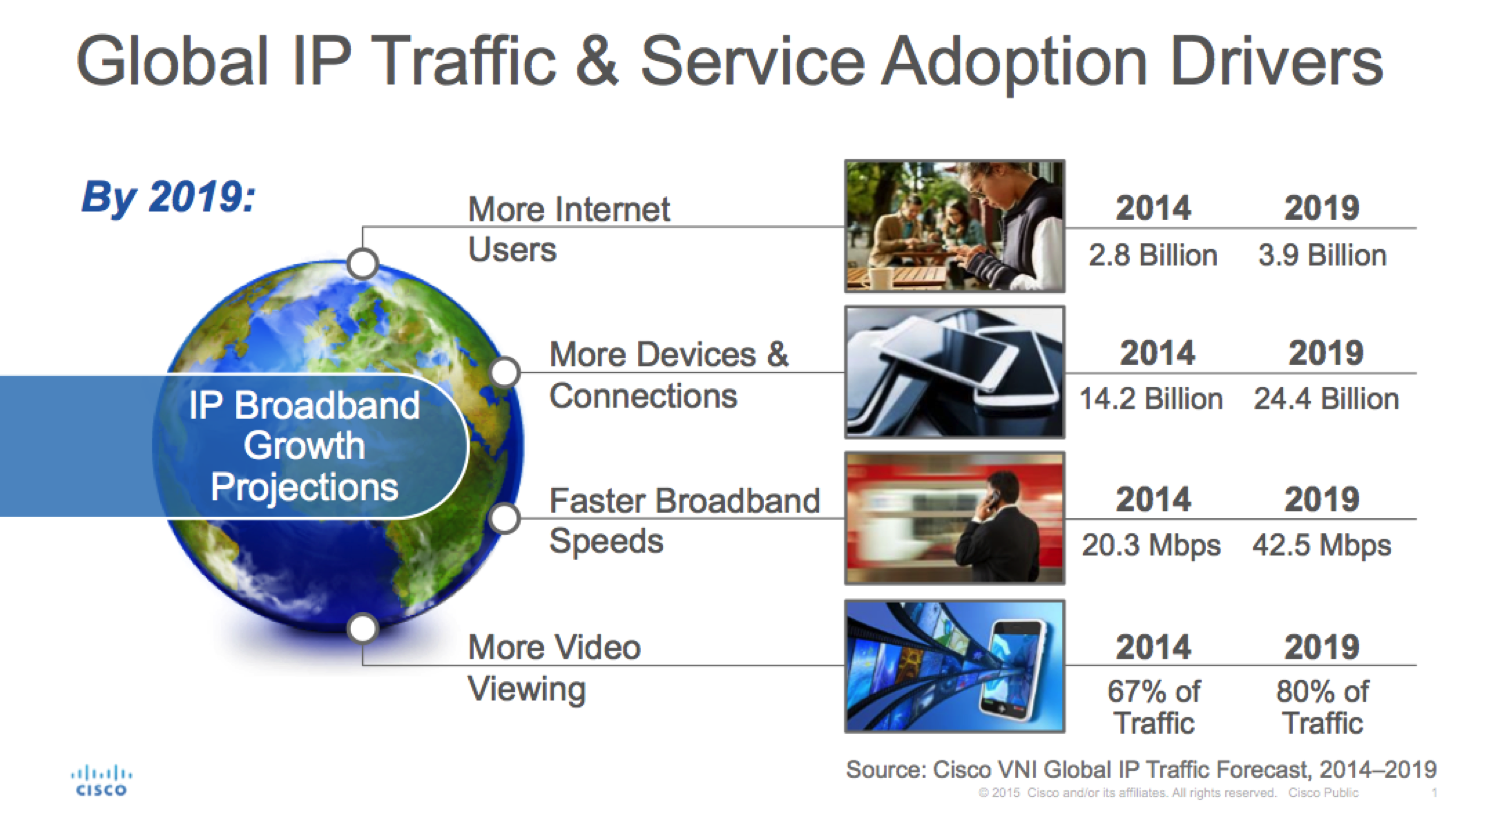 Global IP Traffic & Service Adoption Drivers
By 2019:
IP Broadband
Growth
Projections
More Internet
Users
2014 2019
2.8 Billion 3.9 Billion
More Devices &
Connections
2014 2019
14.2 Billion 24.4 Billion
Faster Broadband
Speeds
2014 2019
20.3 Mbps 42.5 Mbps
More Video
Viewing
2014 2019
67% of 80% of
Traffic Traffic
Source: Cisco VNI Global IP Traffic Forecast, 2014–2019
CISCO
© 2015 Cisco and/or its affiliates. All rights reserved. Cisco Public 1